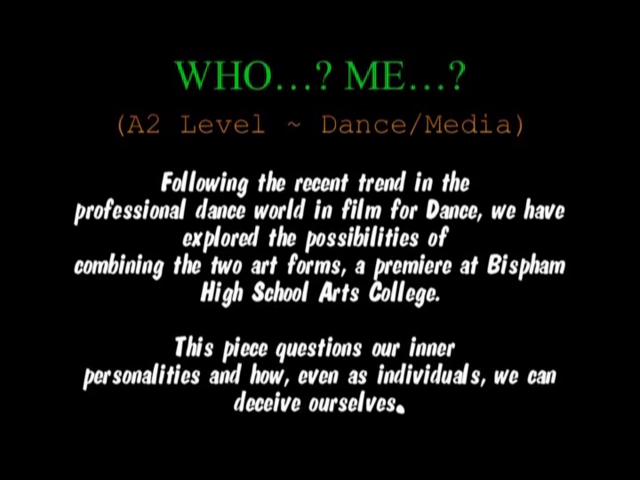 WHO...? ME...?
(A2 Level ~ Dance/Media)
Following the recent trend in the
professional dance world in film for Dance, we have
explored the possibilities of
combining the two art forms, a premiere at Bispham
High School Arts College.
This piece questions our inner
personalities and how, even as individuals, we can
deceive ourselves.